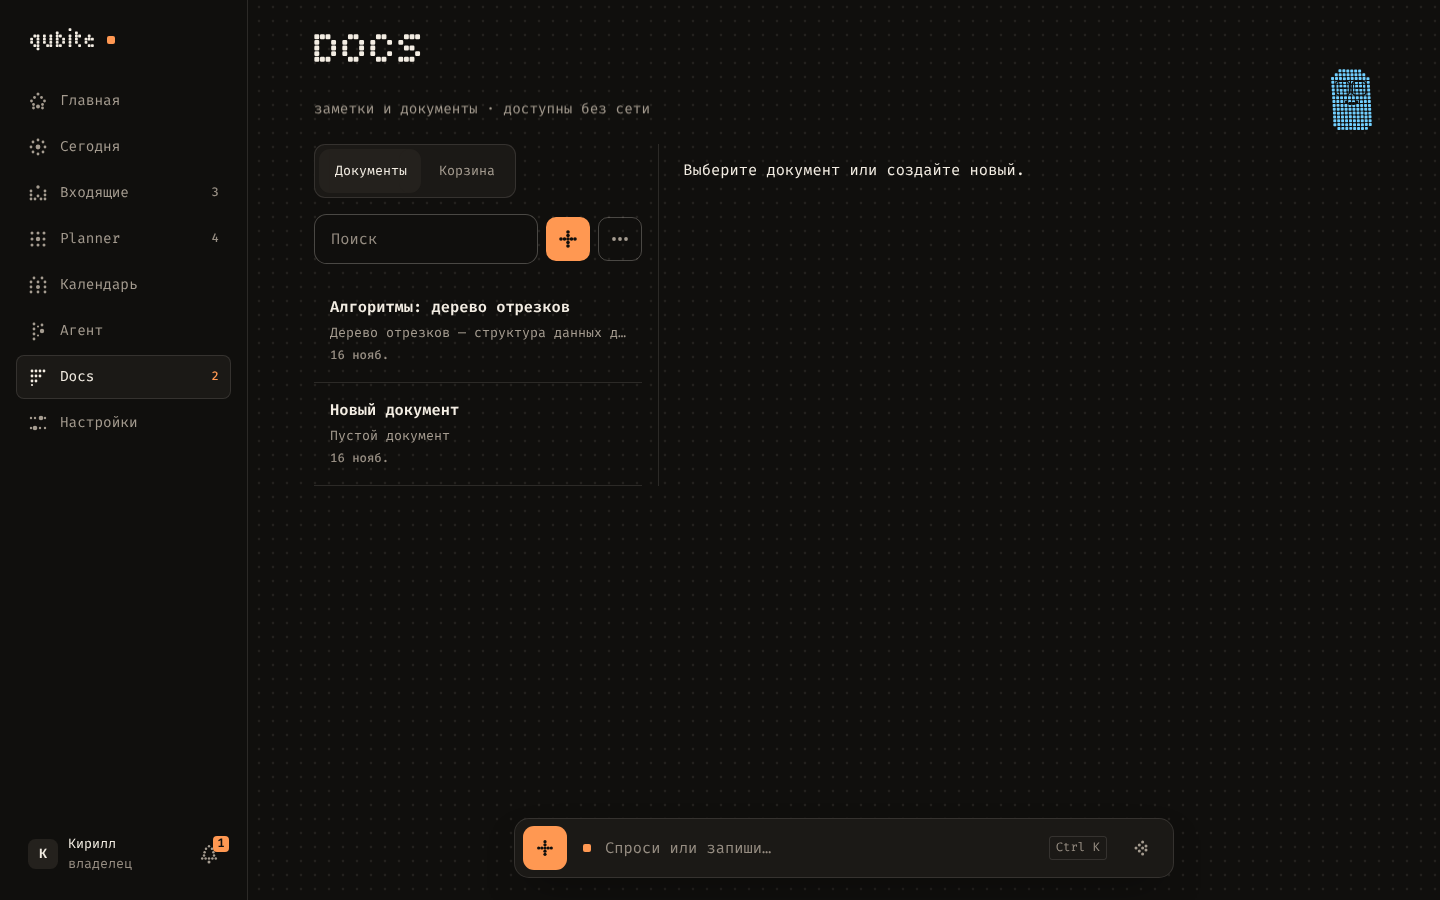 qubite
Главная
Сегодня
Входящие 3
Planner 4
Календарь
Агент
Docs 2
Настройки
Кирилл
владелец
К
1
DOCS
заметки и документы · доступны без сети
Документы Корзина
Поиск
Алгоритмы: дерево отрезков
Дерево отрезков — структура данных д…
16 нояб.
Новый документ
Пустой документ
16 нояб.
Выберите документ или создайте новый.
Спроси или запиши… Ctrl K